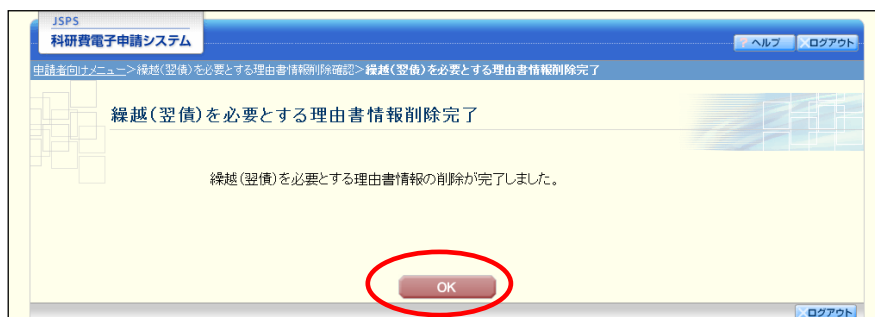 JSPS
科研費電子申請システム
? ヘルプ
ログアウト
申請者向けメニュー>繰越(翌債)を必要とする理由書情報削除確認>繰越(翌債)を必要とする理由書情報削除完了
繰越(翌債)を必要とする理由書情報削除完了
繰越(翌債)を必要とする理由書情報の削除が完了しました。
OK
ログアウト